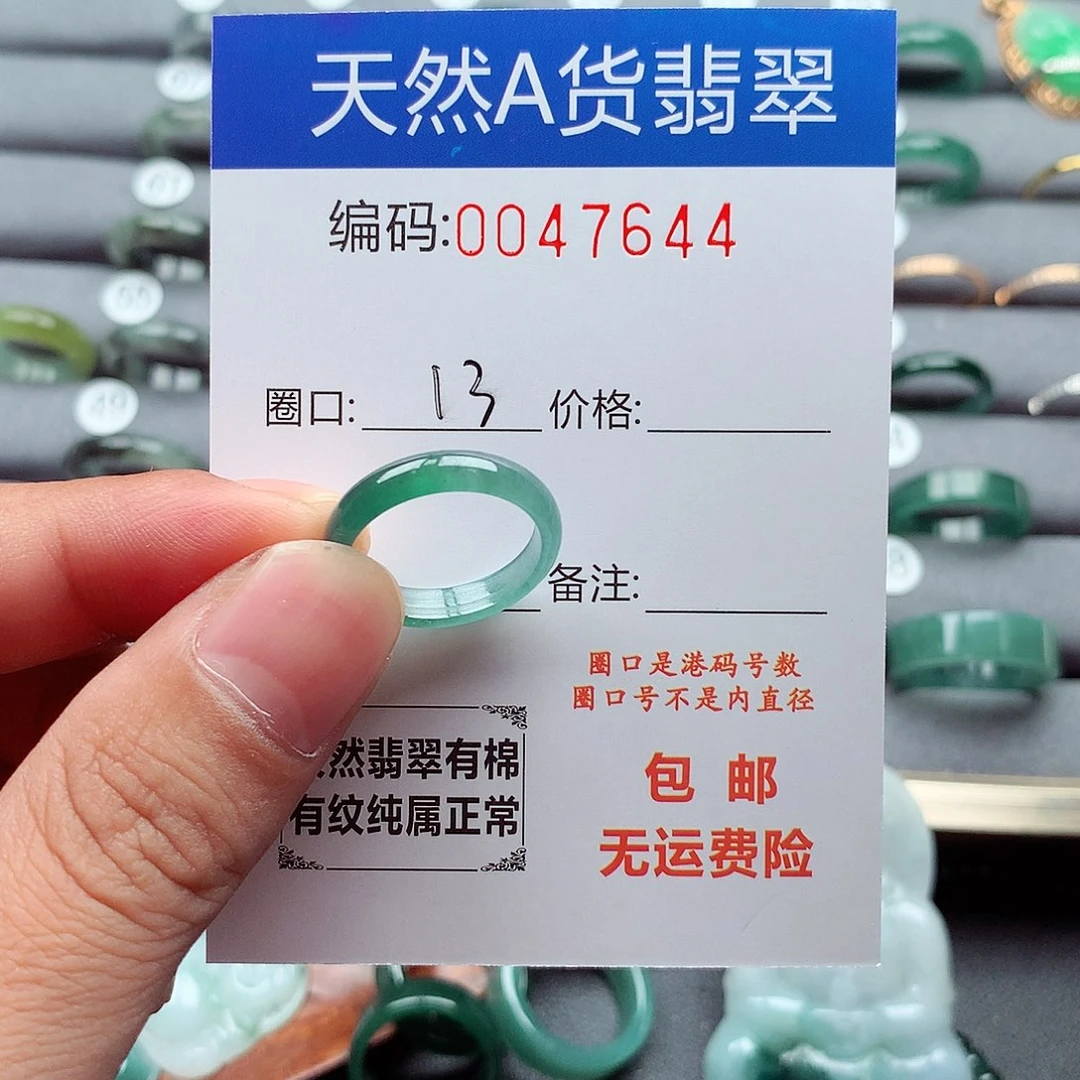 天然A货翡翠
编码:0047644
圈口: 13 价格:
备注:
圈口是港码号数
圈口号不是内直径
然翡翠有棉
有纹纯属正常
包 邮
无运费险